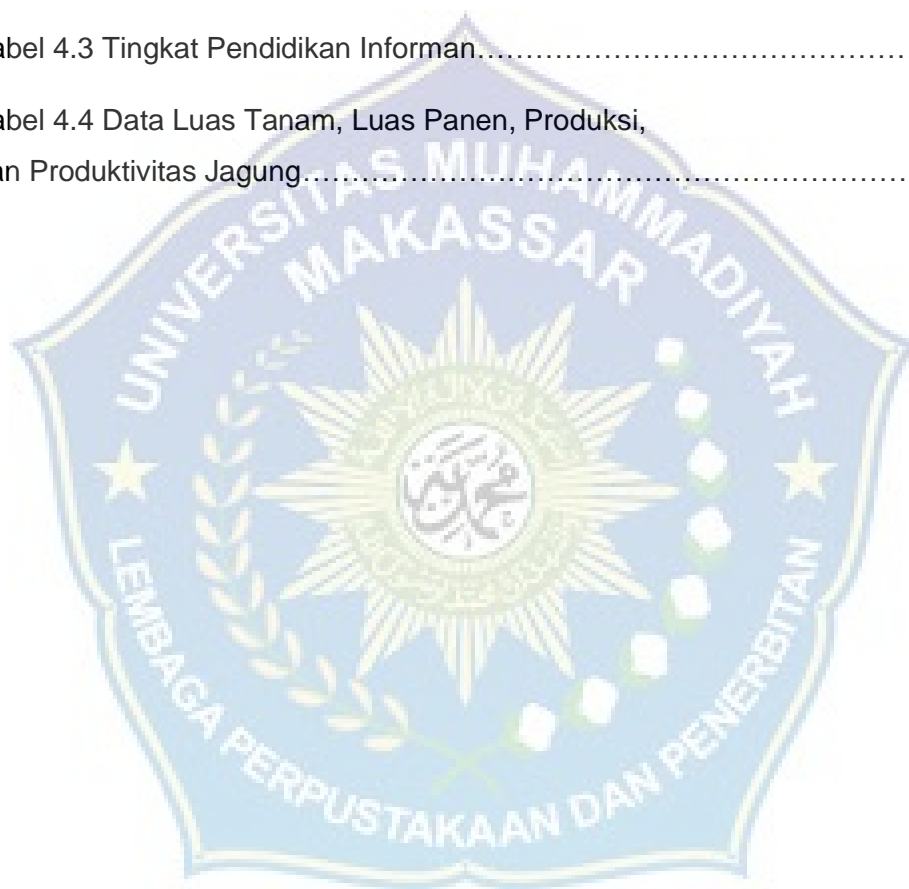 abel 4.3 Tingkat Pendidikan Informan……………………………………
abel 4.4 Data Luas Tanam, Luas Panen, Produksi,
an Produktivitas Jagung……………………………………………………
UNIVERSITAS MUHAMMADIYAH
MAKASSAR
LEMBAGA PERPUSTAKAAN DAN PENERBITAN